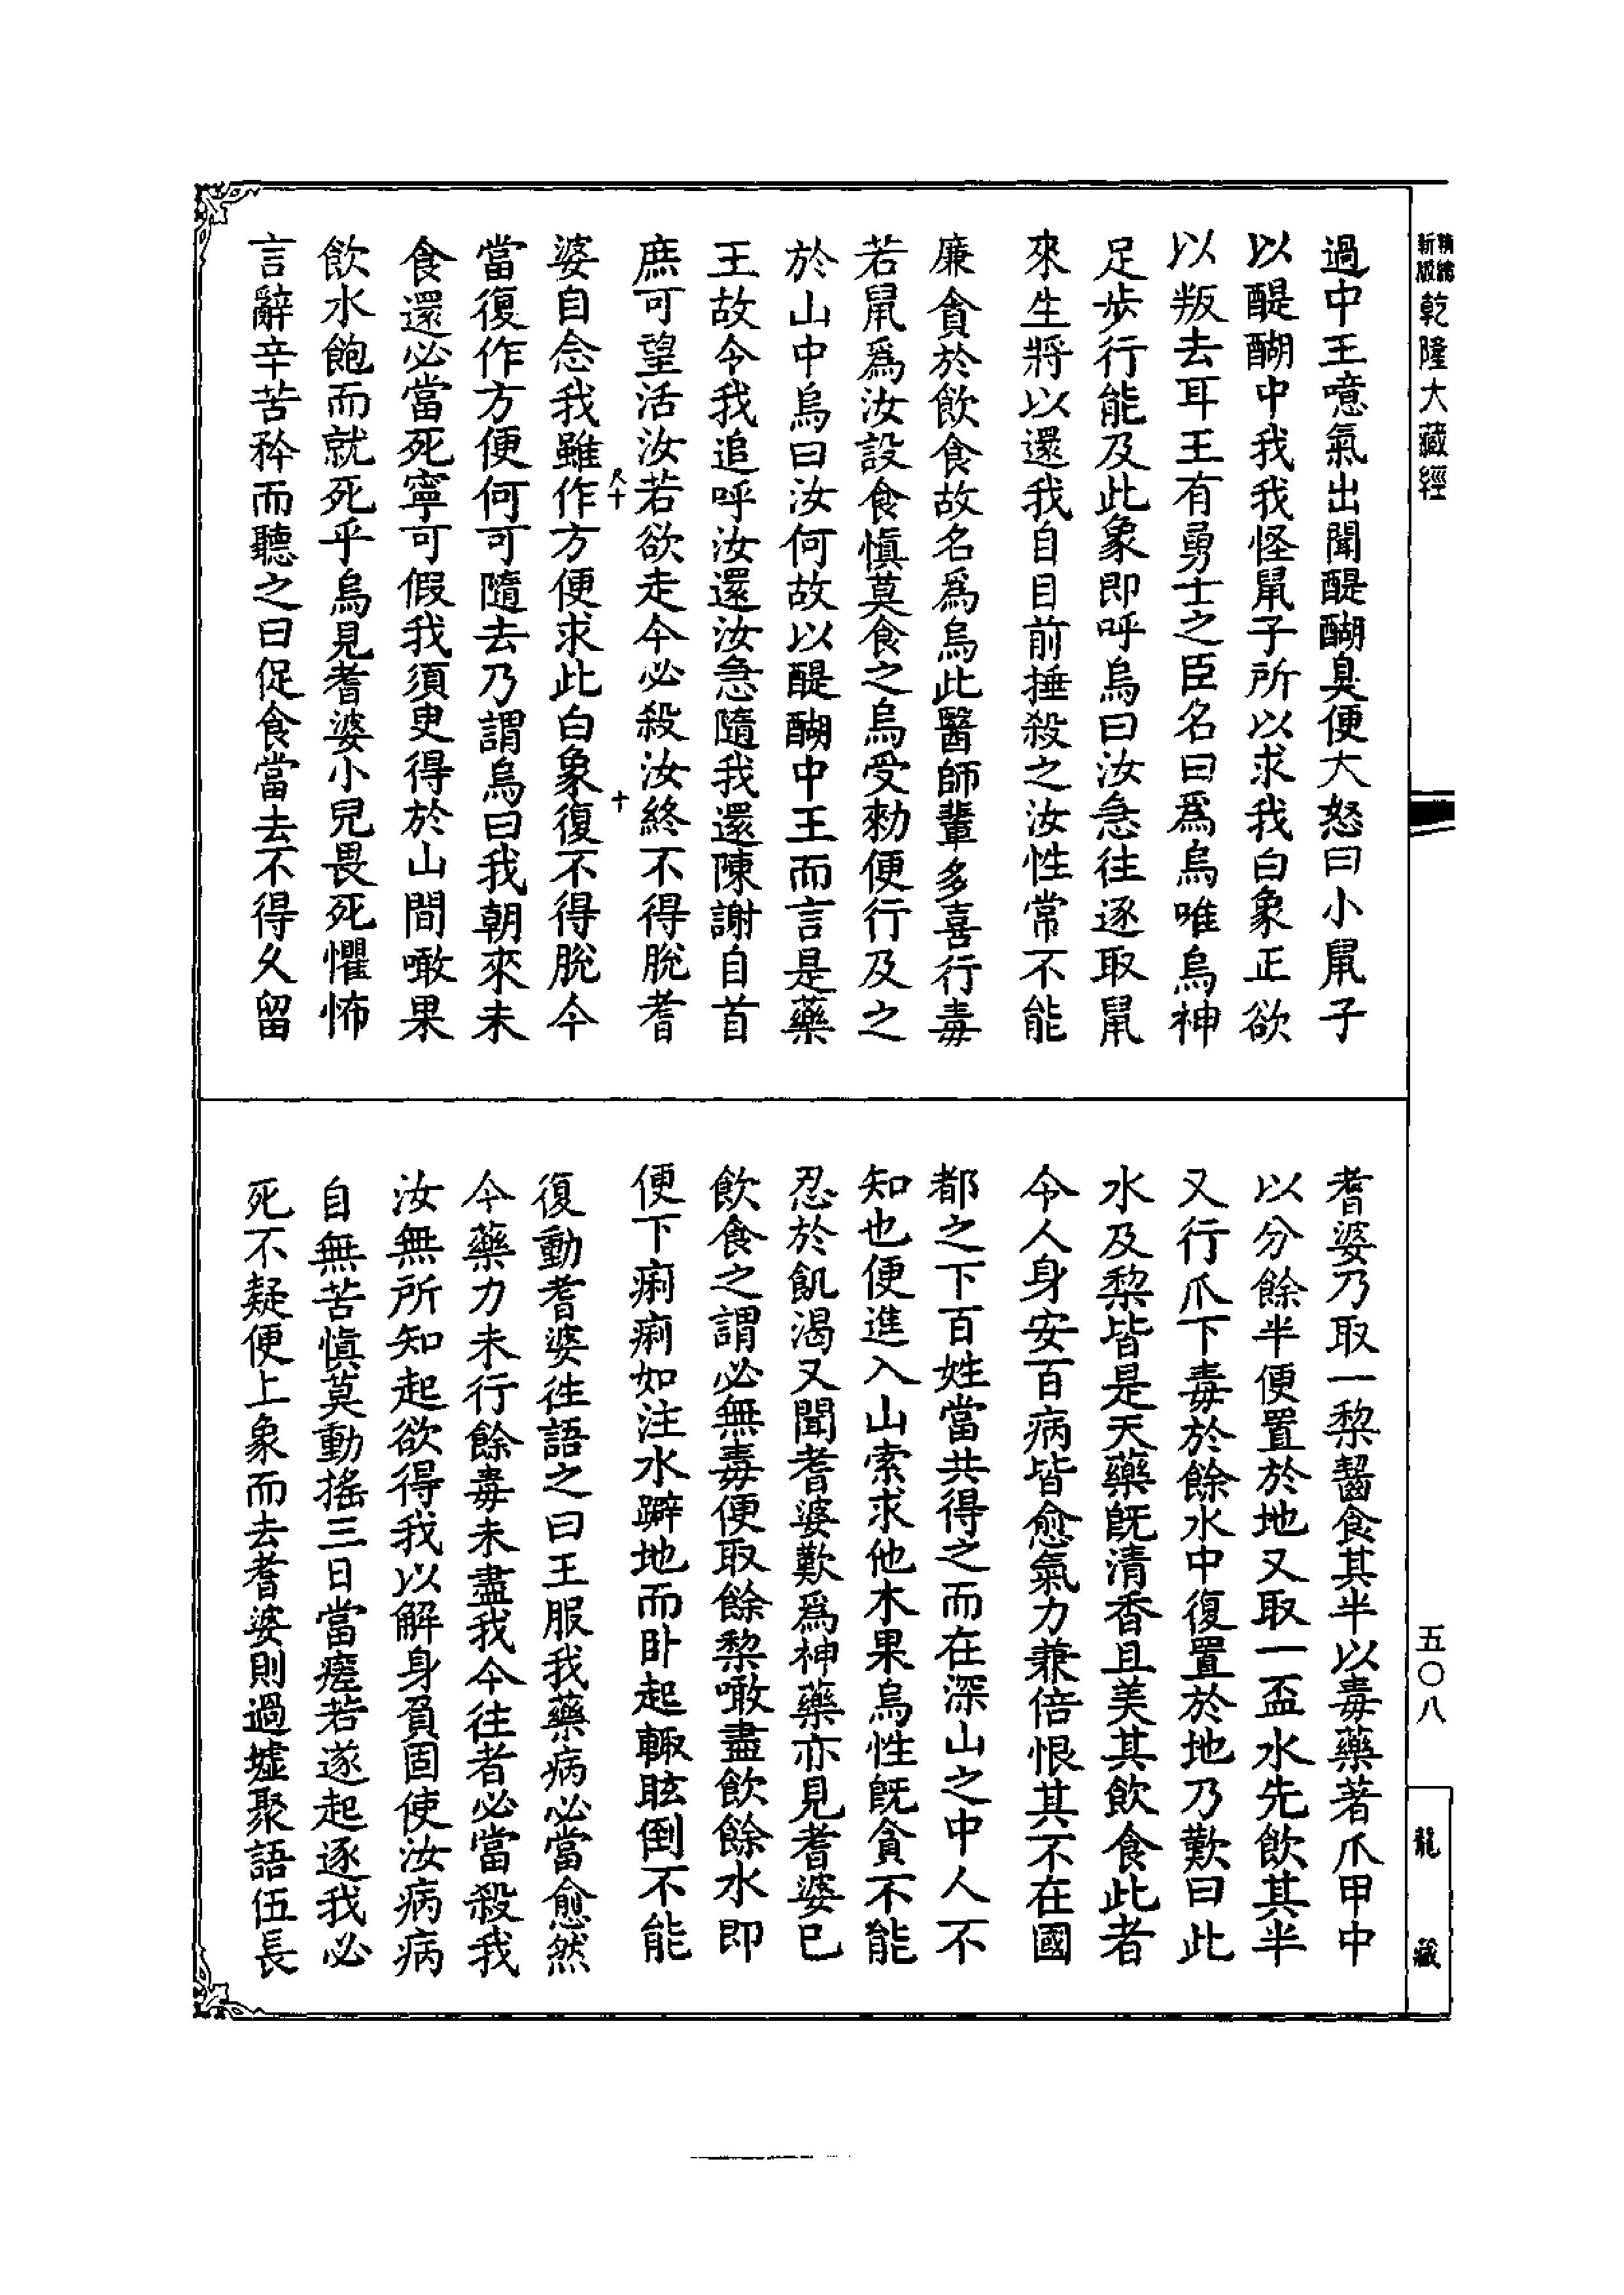 新編縮版乾隆大藏經
過中王噫氣出聞醍醐臭便大怒曰小鼠子
以醍醐中我我怪鼠子所以求我白象正欲
以叛去耳王有勇士之臣名曰爲烏唯烏神
足步行能及此象即呼烏曰汝急往逐取鼠
來生將以還我自目前捶殺之汝性常不能
廉貪於飲食故名爲烏此醫師輩多喜行毒
若鼠爲汝設食慎莫食之烏受勑便行及之
於山中烏曰汝何故以醍醐中王而言是藥
王故令我追呼汝還汝急隨我還陳謝自首
庶可望活汝若欲走今必殺汝終不得脫耆
尺十
十
婆自念我雖作方便求此白象復不得脫今
當復作方便何可隨去乃謂烏曰我朝來未
食還必當死寧可假我須臾得於山間噉果
飲水飽而就死乎烏見耆婆小兒畏死懼怖
言辭辛苦矜而聽之曰促食當去不得久留
耆婆乃取一棃齧食其半以毒藥著爪甲中
以分餘半便置於地又取一盃水先飲其半
又行爪下毒於餘水中復置於地乃歎曰此
水及棃皆是天藥旣清香且美其飲食此者
令人身安百病皆愈氣力兼倍恨其不在國
都之下百姓當共得之而在深山之中人不
知也便進入山索求他木果烏性旣貪不能
忍於飢渴又聞耆婆歎爲神藥亦見耆婆已
飲食之謂必無毒便取餘棃噉盡飲餘水即
便下痢痢如注水躃地而卧起輙眩倒不能
復動耆婆徃語之曰王服我藥病必當愈然
今藥力未行餘毒未盡我今往者必當殺我
汝無所知起欲得我以解身負固使汝病病
自無苦慎莫動搖三日當瘥若遂起逐我必
死不疑便上象而去耆婆則過墟聚語伍長
五〇八
龍藏